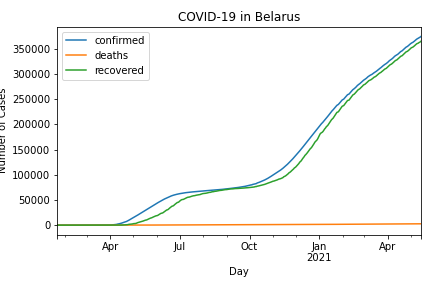 COVID-19 in Belarus
confirmed
deaths
recovered
Number of Cases
350000
300000
250000
200000
150000
100000
50000
0
Apr
Jul
Oct
Jan
2021
Apr
Day